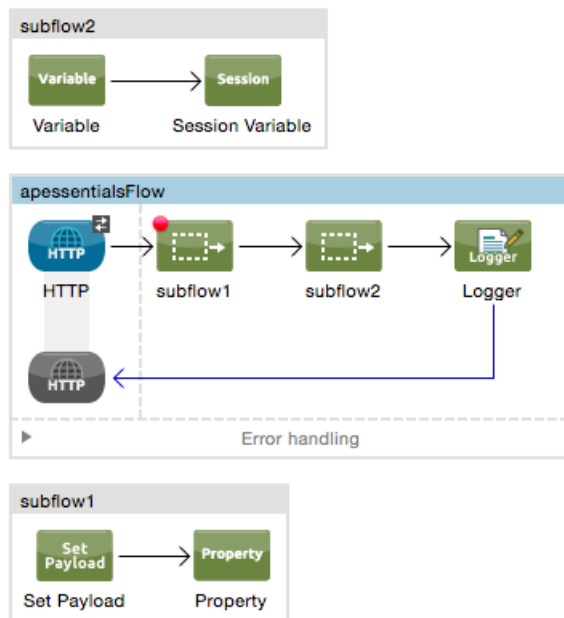 subflow2
Variable
Session
Variable
Session Variable
apessentialsFlow
HTTP
Logger
HTTP
subflow1
subflow2
Logger
HTTP
Error handling
subflow1
Set
Payload
Property
Set Payload
Property